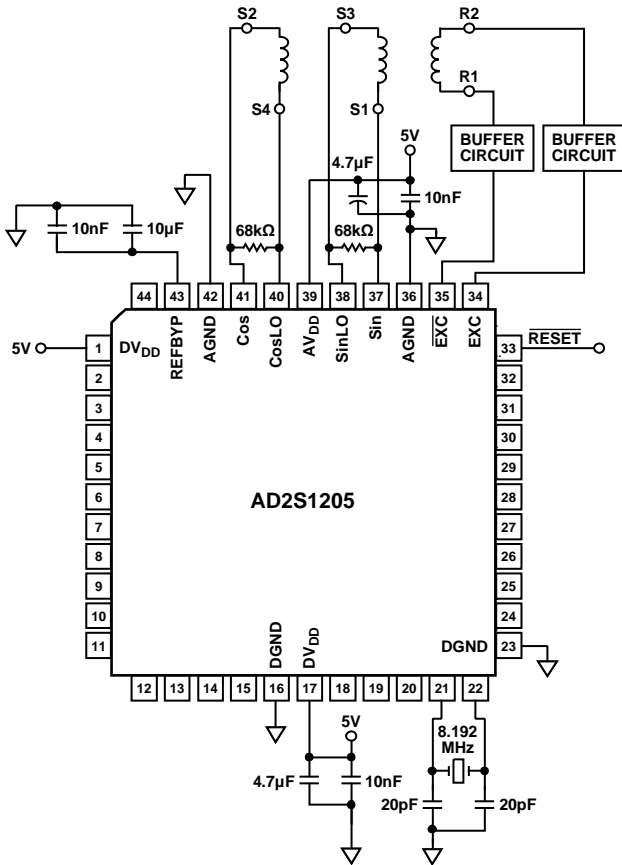 S2
S3
R2
R1
S4
S1
5V
BUFFER
CIRCUIT
BUFFER
CIRCUIT
4.7µF
10nF
10nF
10µF
68kΩ
68kΩ
44
43
42
41
40
39
38
37
36
35
34
REFBYP
AGND
Cos
CosLO
AVDD
SinLO
Sin
AGND
EXC
EXC
5V
1
DVDD
2
3
4
5
6
7
8
9
10
11
33
RESET
32
31
30
29
28
27
26
25
24
DGND
23
AD2S1205
DGND
DVDD
12
13
14
15
16
17
18
19
20
21
22
5V
4.7µF
10nF
8.192
MHz
20pF
20pF